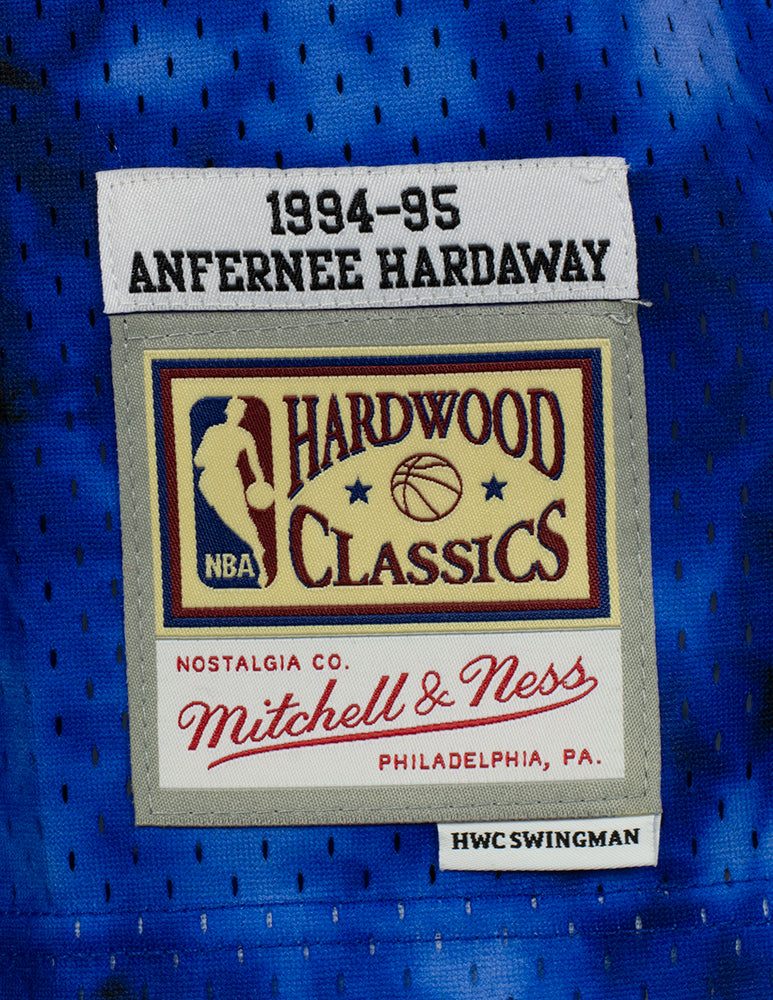 1994-95
ANFERNEE HARDAWAY
HARDWOOD
CLASSICS
NBA
NOSTALGIA CO.
Mitchell & Ness
PHILADELPHIA, PA.
HWC SWINGMAN